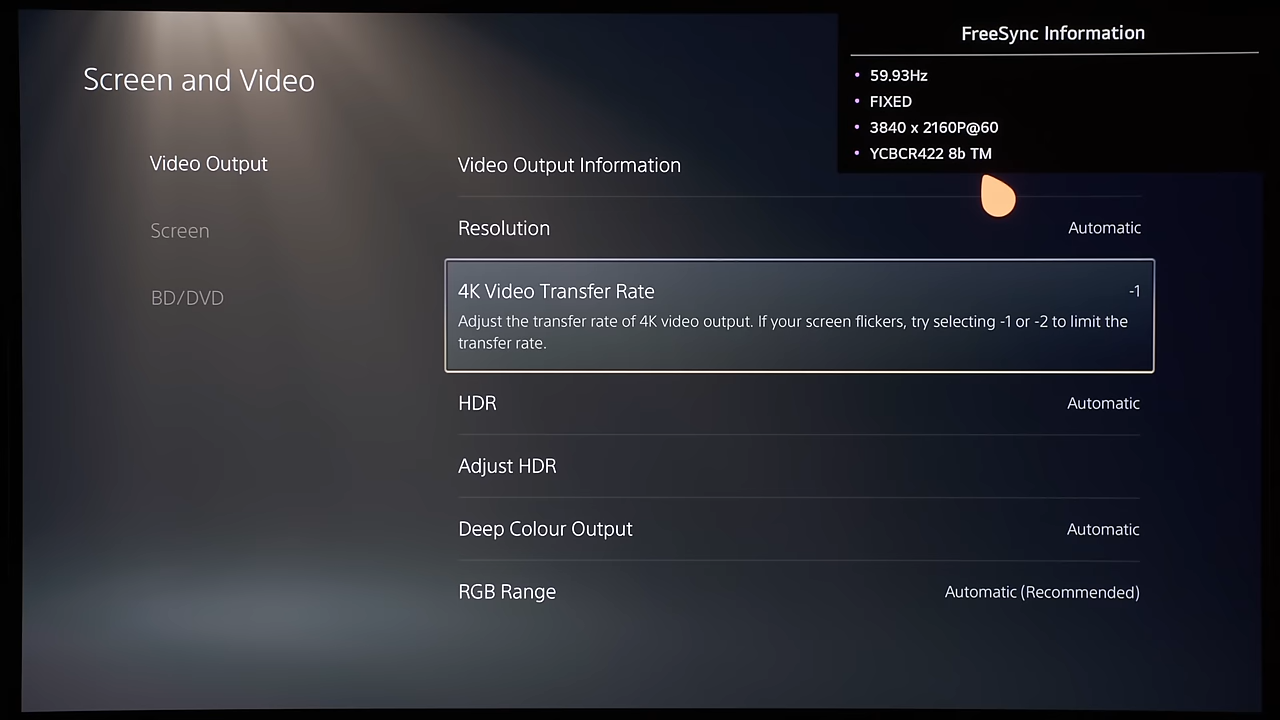 FreeSync Information
59.93Hz
FIXED
3840 x 2160P@60
YCBCR422 8b TM
Screen and Video
Video Output
Screen
BD/DVD
Video Output Information
Resolution Automatic
4K Video Transfer Rate -1
Adjust the transfer rate of 4K video output. If your screen flickers, try selecting -1 or -2 to limit the
transfer rate.
HDR Automatic
Adjust HDR
Deep Colour Output Automatic
RGB Range Automatic (Recommended)